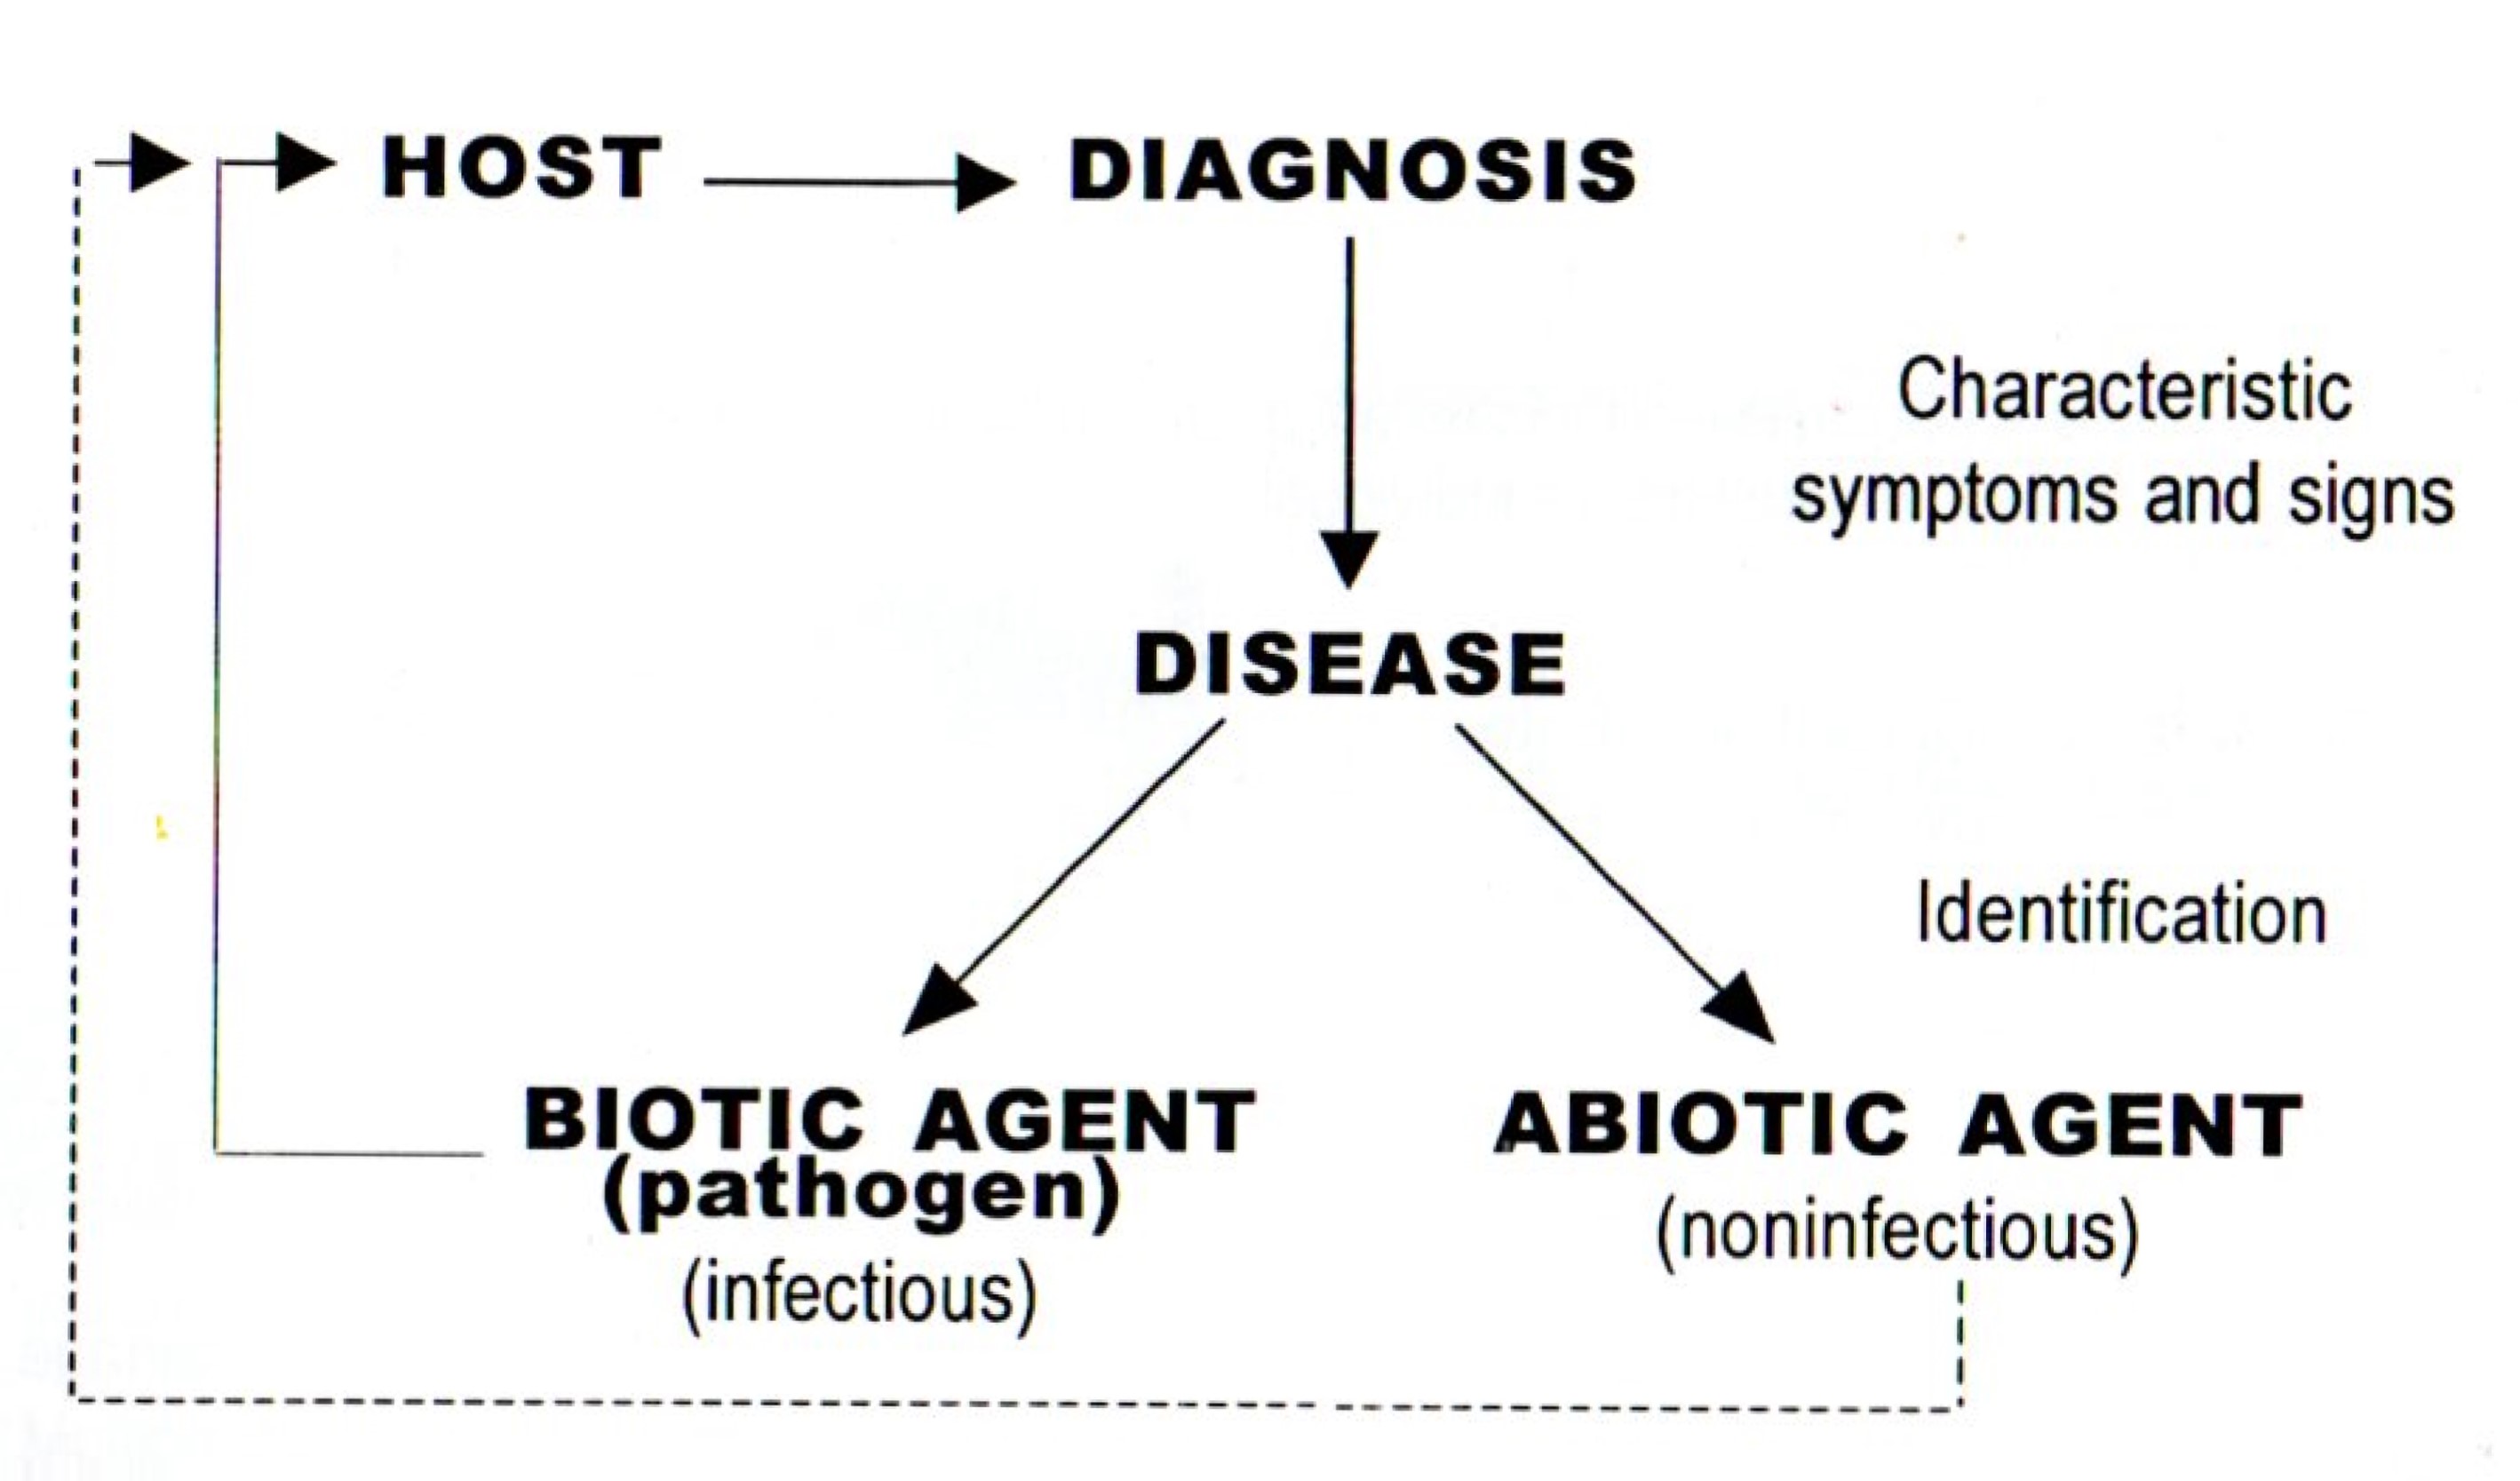 HOST
DIAGNOSIS
Characteristic
symptoms and signs
DISEASE
Identification
BIOTIC AGENT
(pathogen)
(infectious)
ABIOTIC AGENT
(noninfectious)